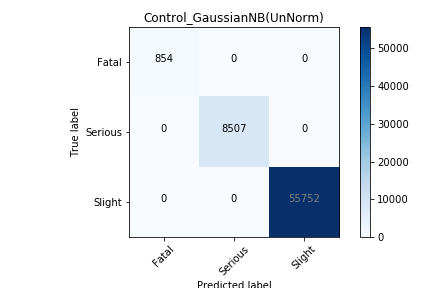 Control_GaussianNB(UnNorm)
Fatal 854 0 0
Serious 0 8507 0
Slight 0 0 55752
Fatal Serious Slight
True label
Predicted label
50000
40000
30000
20000
10000
0